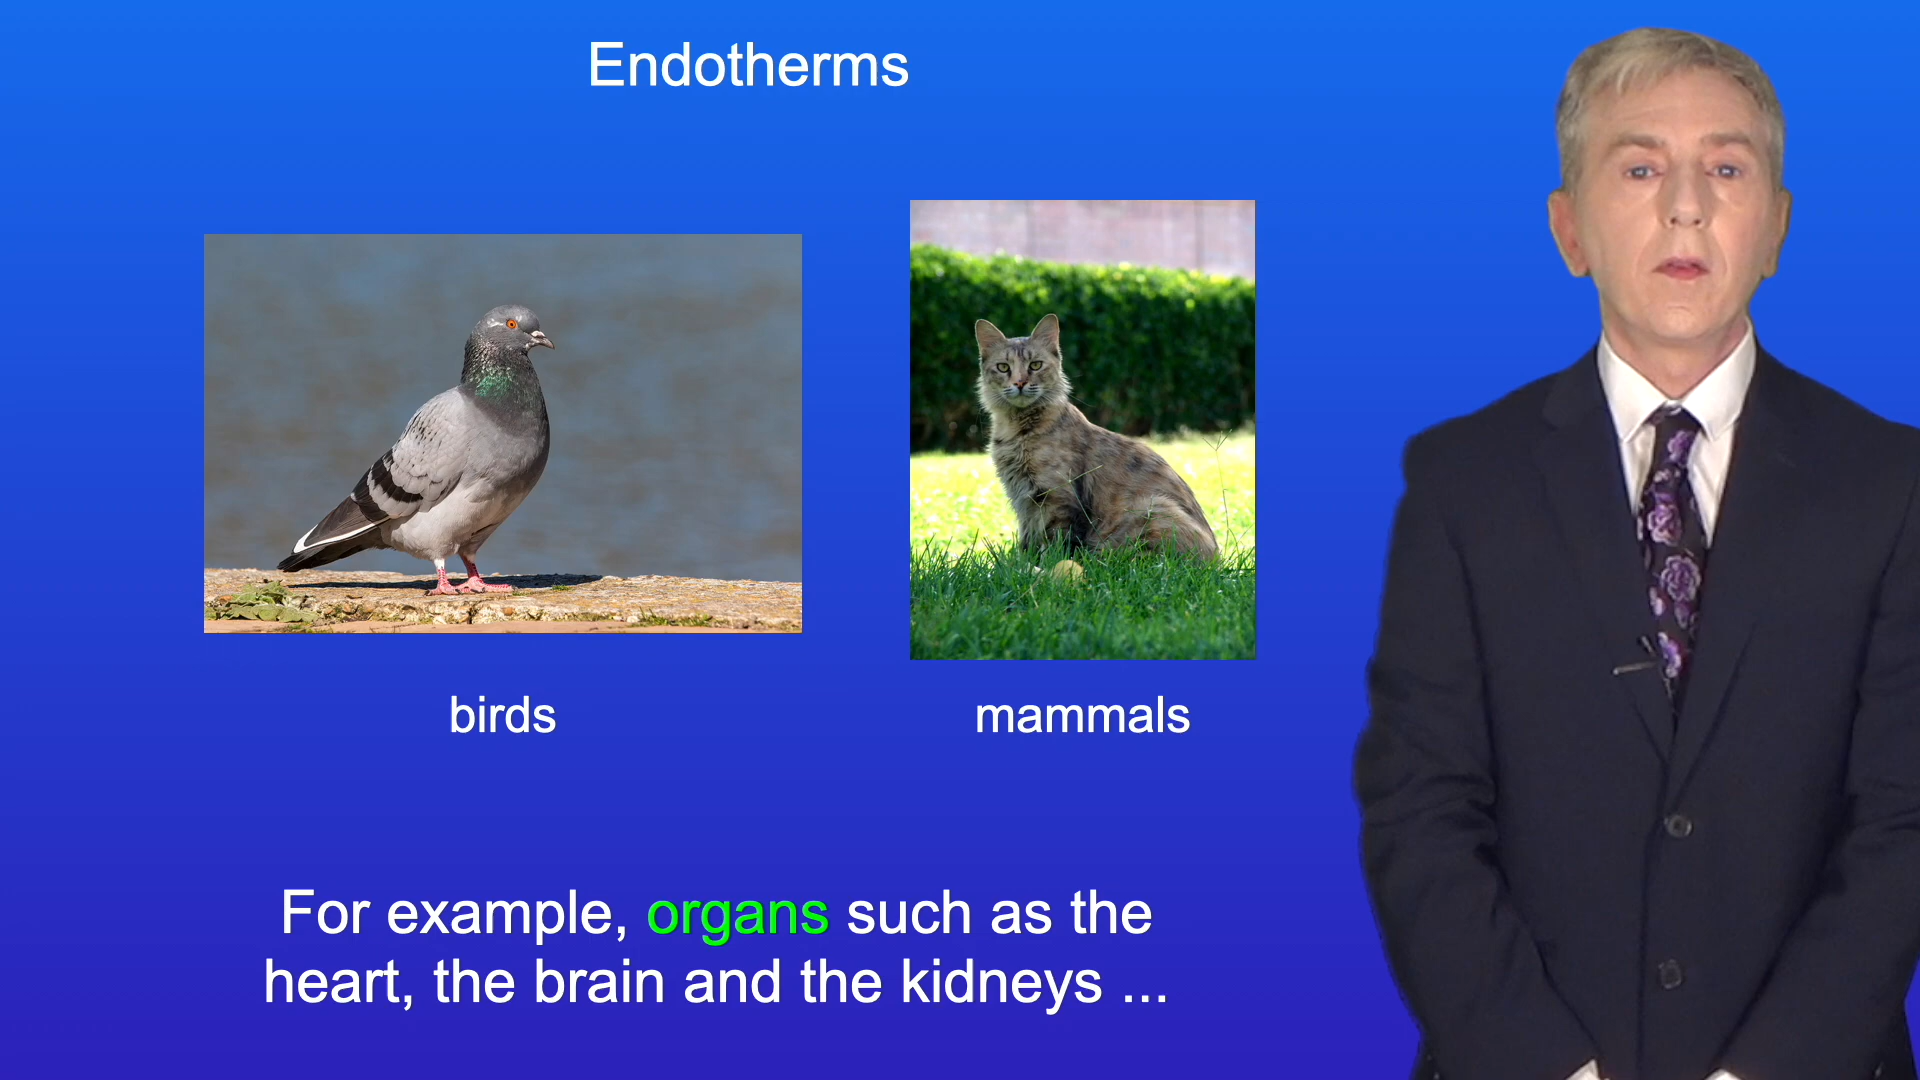 Endotherms
birds
mammals
For example, organs such as the
heart, the brain and the kidneys ...